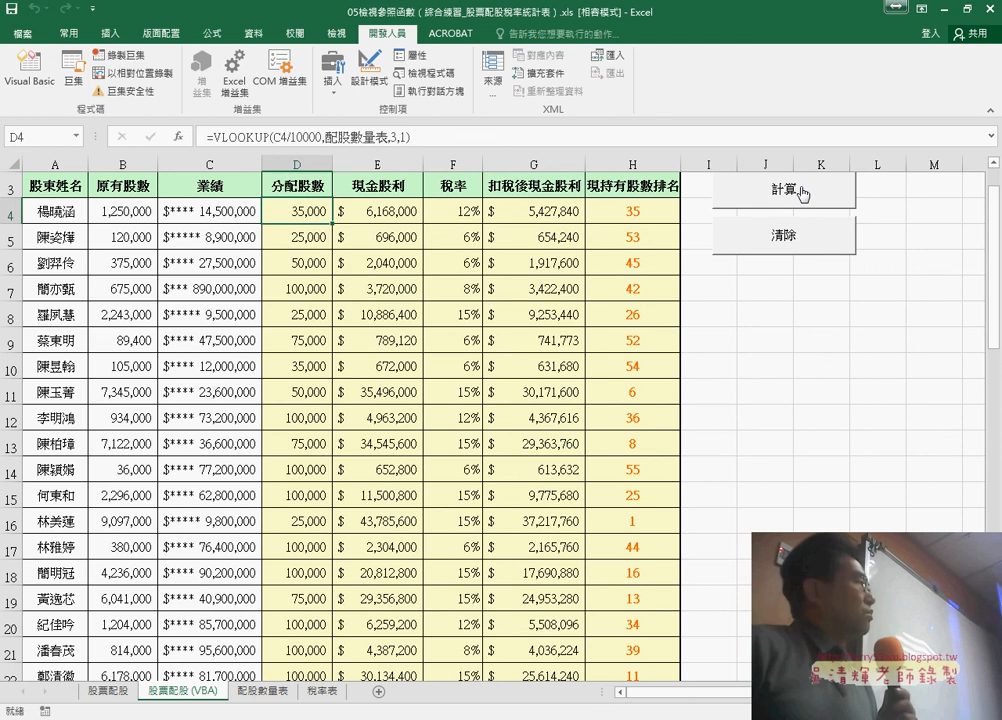 05檢視參照函數（綜合練習_股票配股稅率統計表）.xls [相容模式] - Excel
檔案 常用 插入 版面配置 公式 資料 校閱 檢視 開發人員 ACROBAT 告訴我您想要執行的動作... 登入 共用
Visual Basic 巨集 錄製巨集 以相對位置錄製 巨集安全性 增益集 Excel 增益集 COM 增益集 插入 設計模式 屬性 檢視程式碼 執行對話方塊 來源 對應內容 擴充套件 重新整理資料 匯入 匯出
程式碼 增益集 控制項 XML
D4 fx =VLOOKUP(C4/10000,配股數量表,3,1)
A B C D E F G H I J K L M
3 股東姓名 原有股數 業績 分配股數 現金股利 稅率 扣稅後現金股利 現持有股數排名 計算
4 楊曉涵 1,250,000 $**** 14,500,000 35,000 $ 6,168,000 12% $ 5,427,840 35
5 陳姿燁 120,000 $***** 8,900,000 25,000 $ 696,000 6% $ 654,240 53 清除
6 劉羿伶 375,000 $**** 27,500,000 50,000 $ 2,040,000 6% $ 1,917,600 45
7 簡亦甄 675,000 $*** 890,000,000 100,000 $ 3,720,000 8% $ 3,422,400 42
8 羅夙慧 2,243,000 $***** 9,500,000 25,000 $ 10,886,400 15% $ 9,253,440 26
9 蔡東明 89,400 $**** 47,500,000 75,000 $ 789,120 6% $ 741,773 52
10 陳昱翰 105,000 $**** 12,000,000 35,000 $ 672,000 6% $ 631,680 54
11 陳玉菁 7,345,000 $**** 23,600,000 50,000 $ 35,496,000 15% $ 30,171,600 6
12 李明鴻 934,000 $**** 73,200,000 100,000 $ 4,963,200 12% $ 4,367,616 36
13 陳柏瑋 7,122,000 $**** 36,600,000 75,000 $ 34,545,600 15% $ 29,363,760 8
14 陳穎嫺 36,000 $**** 77,200,000 100,000 $ 652,800 6% $ 613,632 55
15 何東和 2,296,000 $**** 62,800,000 100,000 $ 11,500,800 15% $ 9,775,680 25
16 林美蓮 9,097,000 $***** 9,800,000 25,000 $ 43,785,600 15% $ 37,217,760 1
17 林雅婷 380,000 $**** 76,400,000 100,000 $ 2,304,000 6% $ 2,165,760 44
18 簡明冠 4,236,000 $**** 90,200,000 100,000 $ 20,812,800 15% $ 17,690,880 16
19 黃逸芯 6,041,000 $**** 40,900,000 75,000 $ 29,356,800 15% $ 24,953,280 13
20 紀佳吟 1,204,000 $**** 85,700,000 100,000 $ 6,259,200 12% $ 5,508,096 34
21 潘春茂 814,000 $**** 95,600,000 100,000 $ 4,387,200 8% $ 4,036,224 39
22 鄭清徽 6,178,000 $**** 81,700,000 100,000 $ 30,134,400 15% $ 25,614,240 11
吳清輝老師錄製
股票配股 股票配股 (VBA) 配股數量表 稅率表
就緒